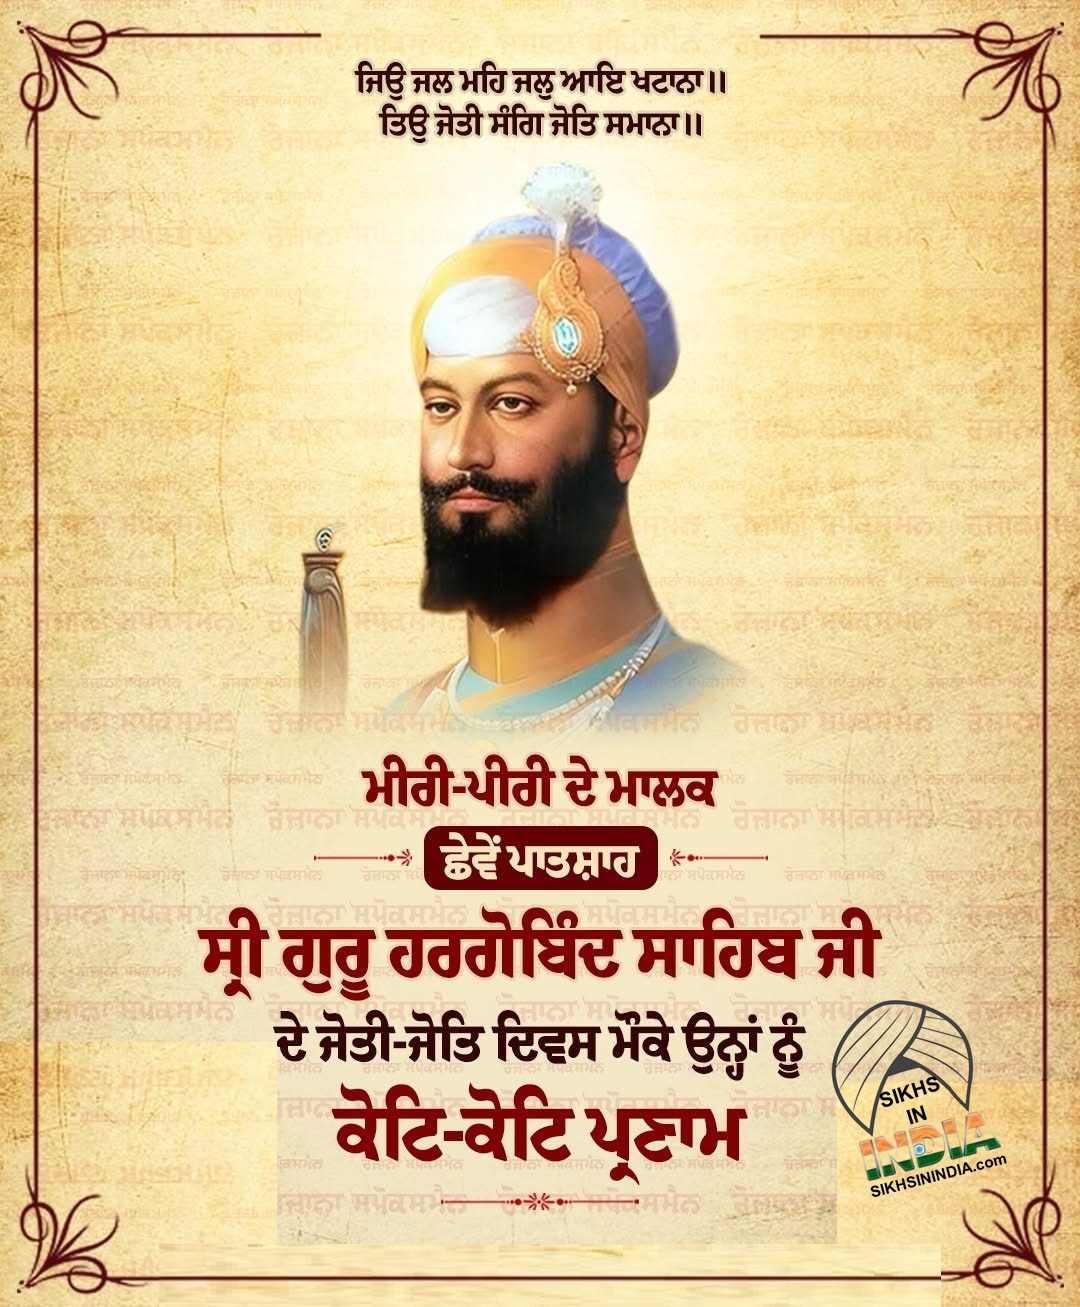 ਜਿਉ ਜਲ ਮਹਿ ਜਲੁ ਆਇ ਖਟਾਨਾ॥
ਤਿਉ ਜੋਤੀ ਸੰਗਿ ਜੋਤਿ ਸਮਾਨਾ॥
ਮੀਰੀ-ਪੀਰੀ ਦੇ ਮਾਲਕ
ਛੇਵੇਂ ਪਾਤਸ਼ਾਹ
ਸ੍ਰੀ ਗੁਰੂ ਹਰਗੋਬਿੰਦ ਸਾਹਿਬ ਜੀ
ਦੇ ਜੋਤੀ-ਜੋਤਿ ਦਿਵਸ ਮੌਕੇ ਉਨ੍ਹਾਂ ਨੂੰ
ਕੋਟਿ-ਕੋਟਿ ਪ੍ਰਣਾਮ
SIKHS
IN
INDIA
SIKHSININDIA.com